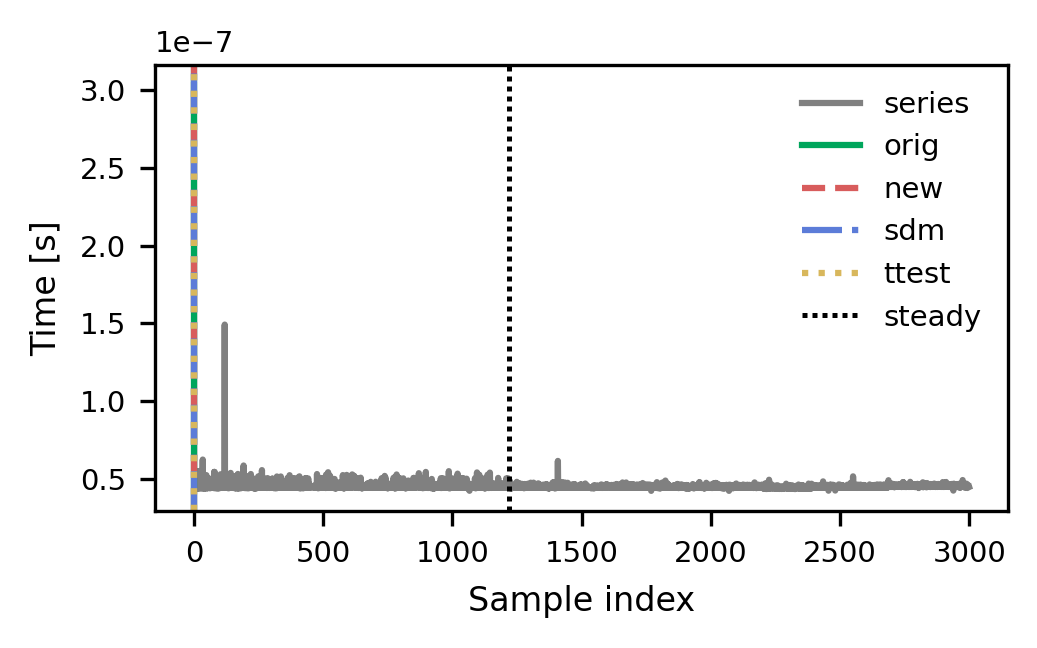 1e−7
3.0
2.5
2.0
1.5
1.0
0.5
Time [s]
series
orig
new
sdm
ttest
steady
0 500 1000 1500 2000 2500 3000
Sample index